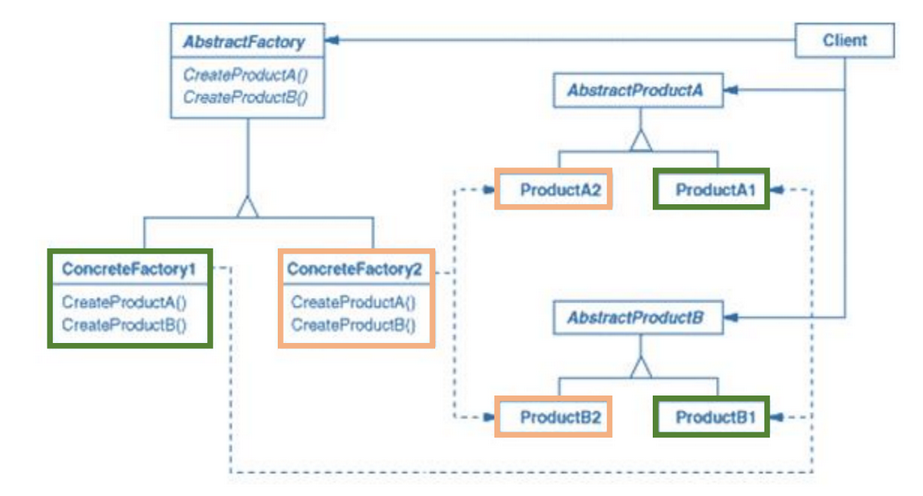 AbstractFactory
CreateProductA()
CreateProductB()
Client
AbstractProductA
ProductA2
ProductA1
ConcreteFactory1
CreateProductA()
CreateProductB()
ConcreteFactory2
CreateProductA()
CreateProductB()
AbstractProductB
ProductB2
ProductB1